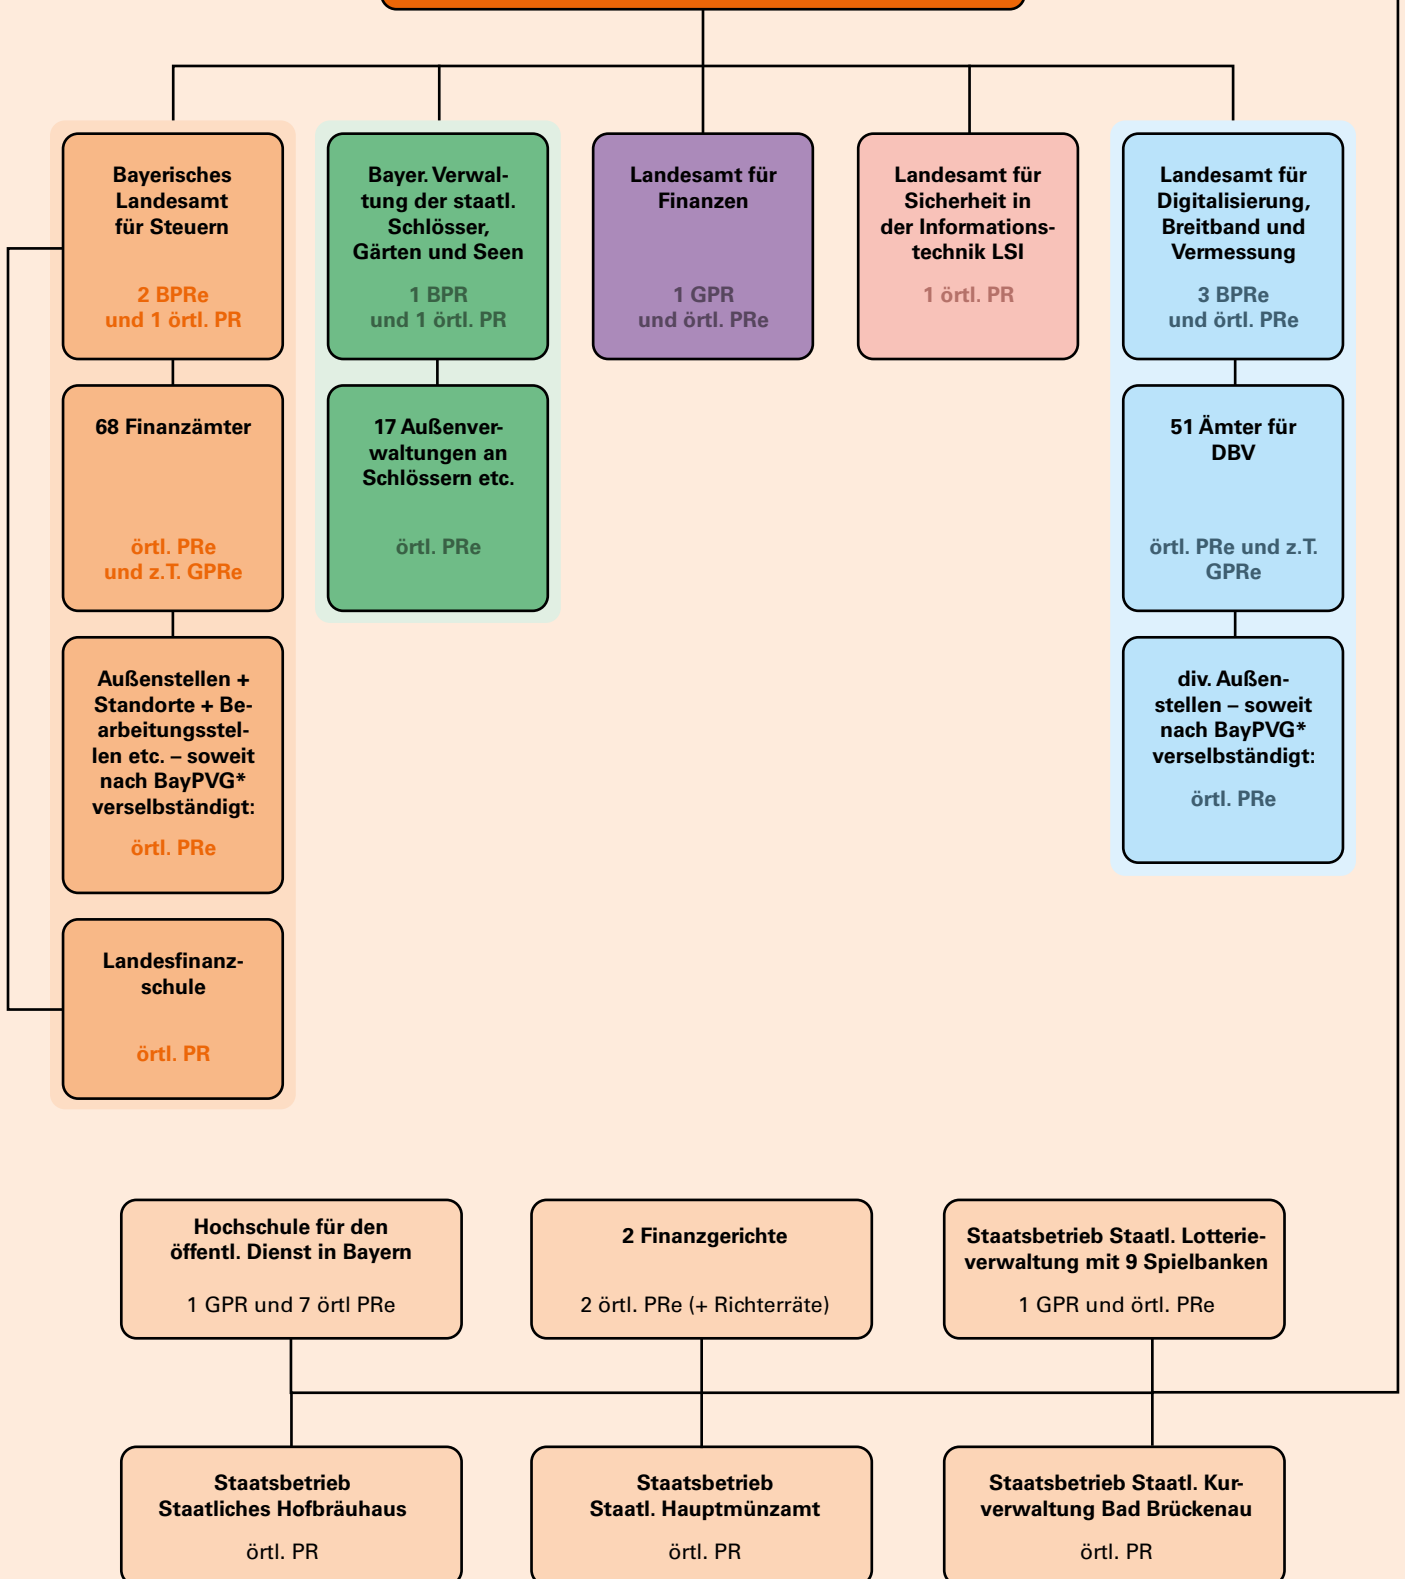 Bayerisches
Landesamt
für Steuern
2 BPRe
und 1 örtl. PR
Bayer. Verwal-
tung der staatl.
Schlösser,
Gärten und Seen
1 BPR
und 1 örtl. PR
Landesamt für
Finanzen
1 GPR
und örtl. PRe
Landesamt für
Sicherheit in
der Informations-
technik LSI
1 örtl. PR
Landesamt für
Digitalisierung,
Breitband und
Vermessung
3 BPRe
und örtl. PRe
68 Finanzämter
örtl. PRe
und z.T. GPRe
17 Außenver-
waltungen an
Schlössern etc.
örtl. PRe
51 Ämter für
DBV
örtl. PRe und z.T.
GPRe
Außenstellen +
Standorte + Be-
arbeitungsstel-
len etc. – soweit
nach BayPVG*
verselbständigt:
örtl. PRe
div. Außen-
stellen – soweit
nach BayPVG*
verselbständigt:
örtl. PRe
Landesfinanz-
schule
örtl. PR
Hochschule für den
öffentl. Dienst in Bayern
1 GPR und 7 örtl PRe
2 Finanzgerichte
2 örtl. PRe (+ Richterräte)
Staatsbetrieb Staatl. Lotterie-
verwaltung mit 9 Spielbanken
1 GPR und örtl. PRe
Staatsbetrieb
Staatliches Hofbräuhaus
örtl. PR
Staatsbetrieb
Staatl. Hauptmünzamt
örtl. PR
Staatsbetrieb Staatl. Kur-
verwaltung Bad Brückenau
örtl. PR